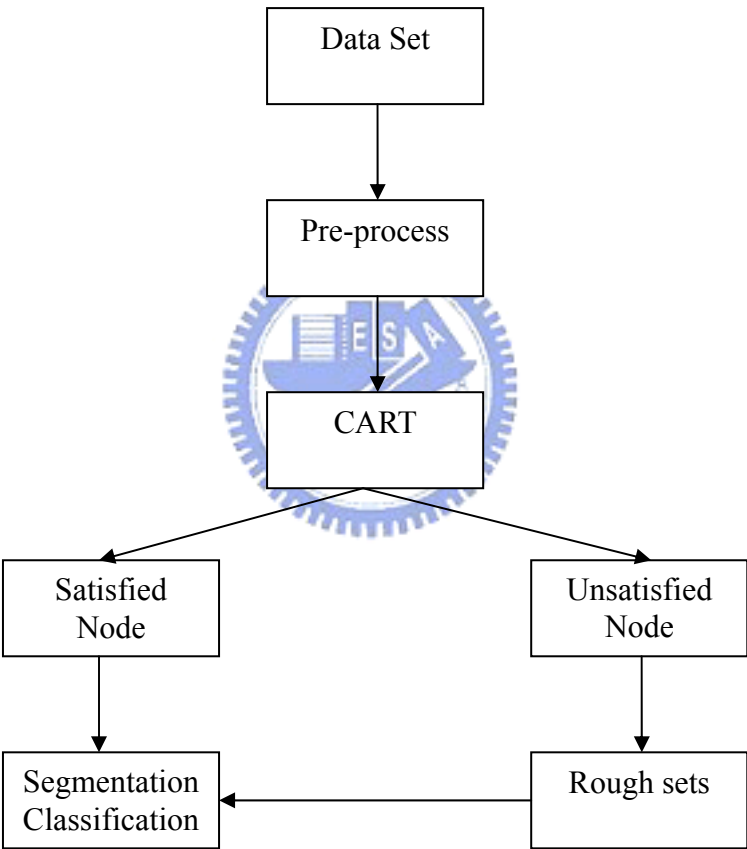 Data Set
Pre-process
E S A
CART
Satisfied
Node
Unsatisfied
Node
Segmentation
Classification
Rough sets